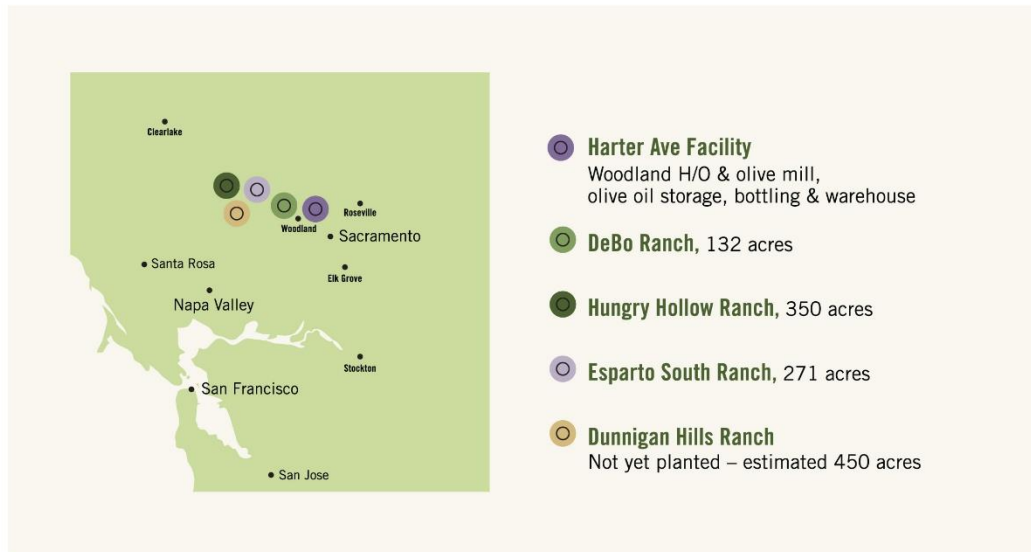 Clearlake
Roseville
Woodland
Sacramento
Santa Rosa
Elk Grove
Napa Valley
Stockton
San Francisco
San Jose
Harter Ave Facility
Woodland H/O & olive mill,
olive oil storage, bottling & warehouse
DeBo Ranch, 132 acres
Hungry Hollow Ranch, 350 acres
Esparto South Ranch, 271 acres
Dunnigan Hills Ranch
Not yet planted – estimated 450 acres